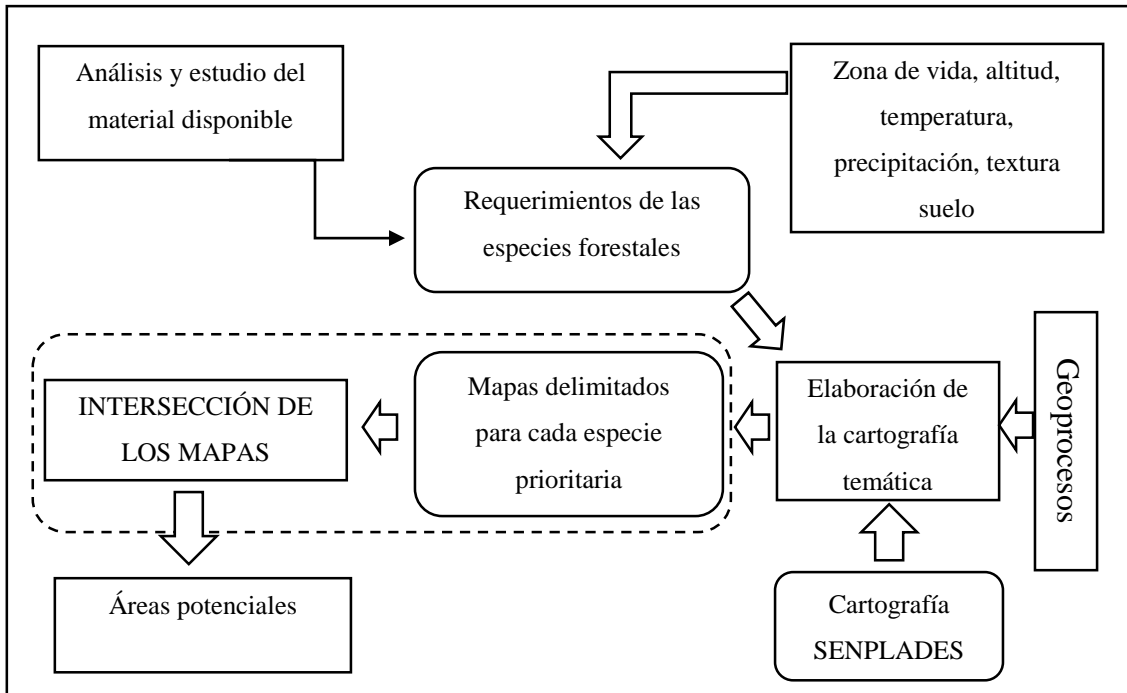 Análisis y estudio del
material disponible
Zona de vida, altitud,
temperatura,
precipitación, textura
suelo
Requerimientos de las
especies forestales
Geoprocesos
Elaboración de
la cartografía
temática
Mapas delimitados
para cada especie
prioritaria
INTERSECCIÓN DE
LOS MAPAS
Áreas potenciales
Cartografía
SENPLADES